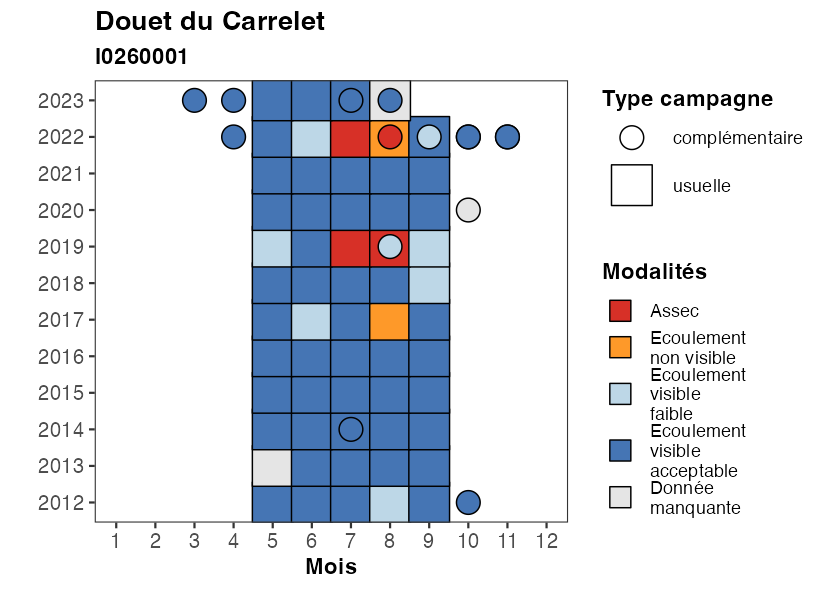 Douet du Carrelet
I0260001
2023
2022
2021
2020
2019
2018
2017
2016
2015
2014
2013
2012
1 2 3 4 5 6 7 8 9 10 11 12
Mois
Type campagne
complémentaire
usuelle
Modalités
Assec
Ecoulement
non visible
Ecoulement
visible
faible
Ecoulement
visible
acceptable
Donnée
manquante